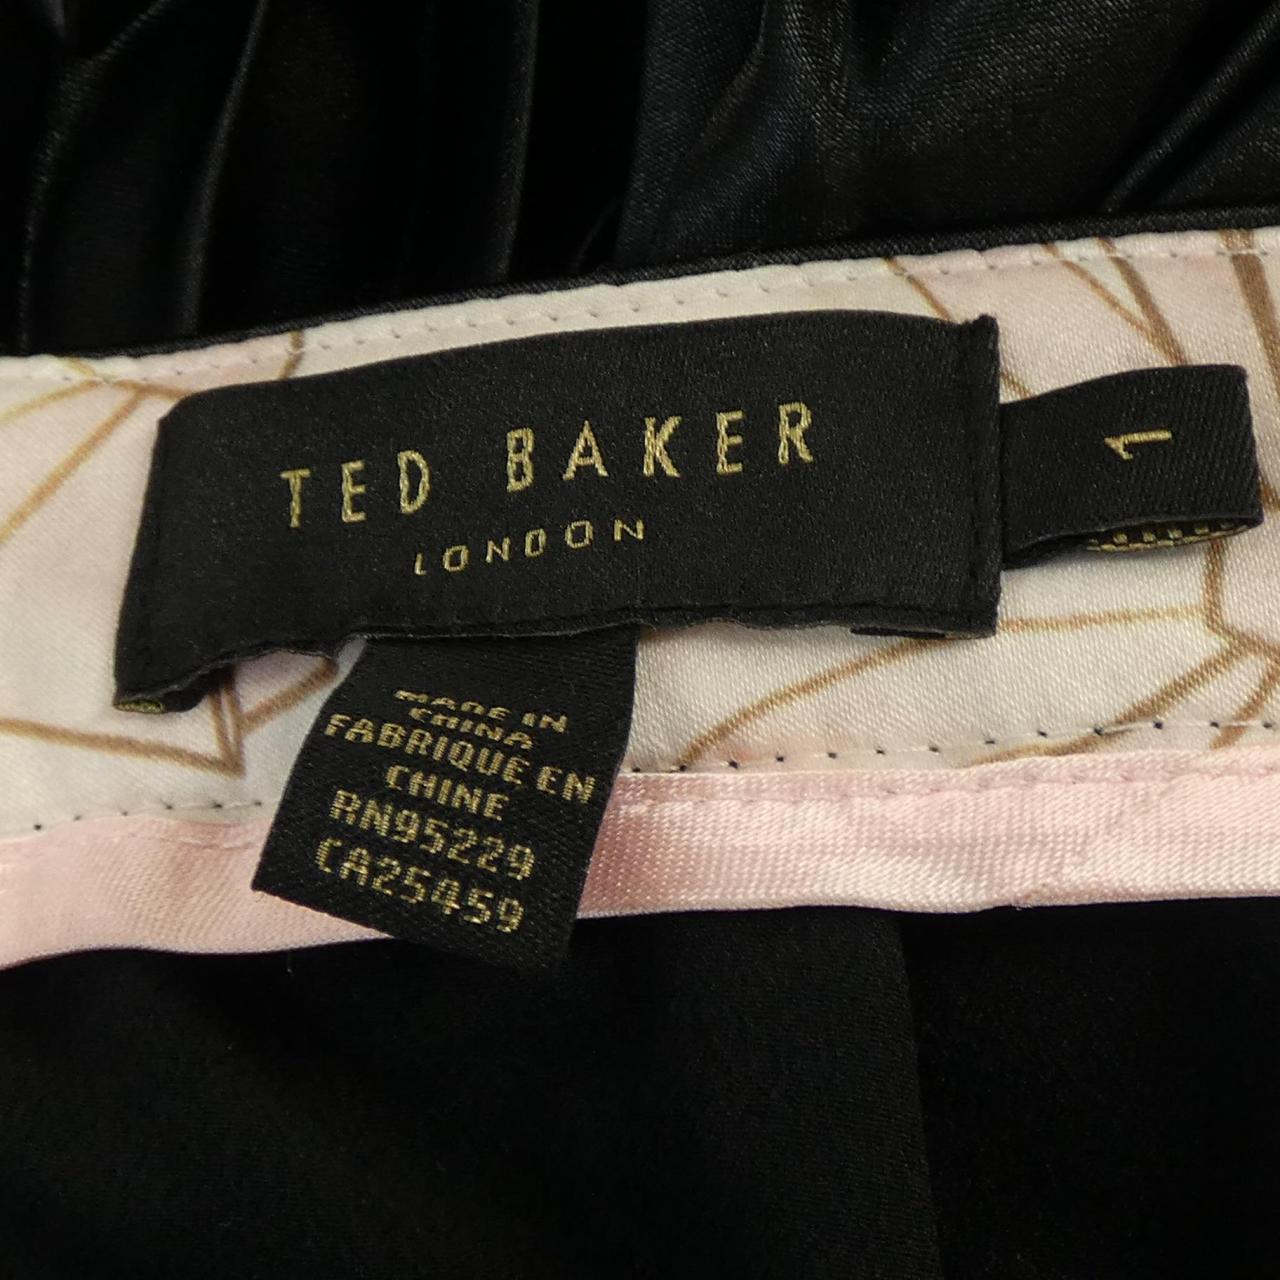 TED BAKER
LONDON
1
MADE IN
CHINA
FABRIQUE EN
CHINE
RN95229
CA25459